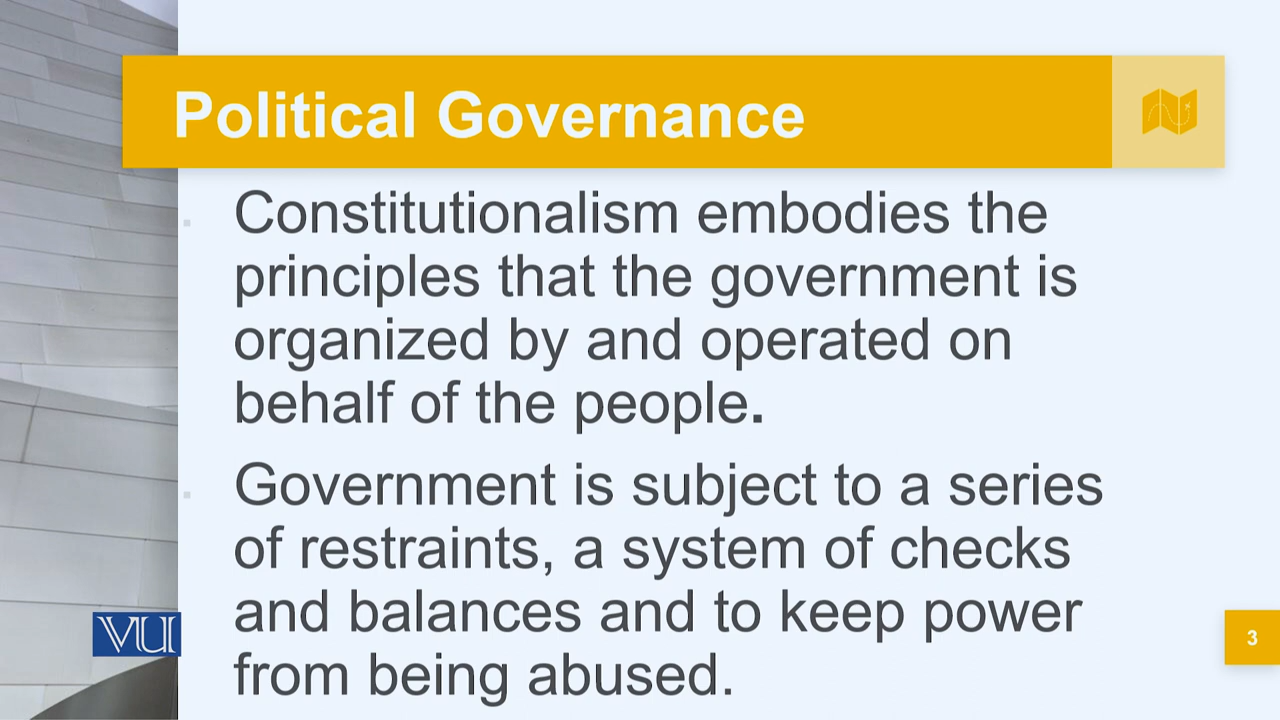 Political Governance
Constitutionalism embodies the
principles that the government is
organized by and operated on
behalf of the people.
Government is subject to a series
of restraints, a system of checks
and balances and to keep power
from being abused.
VU
3